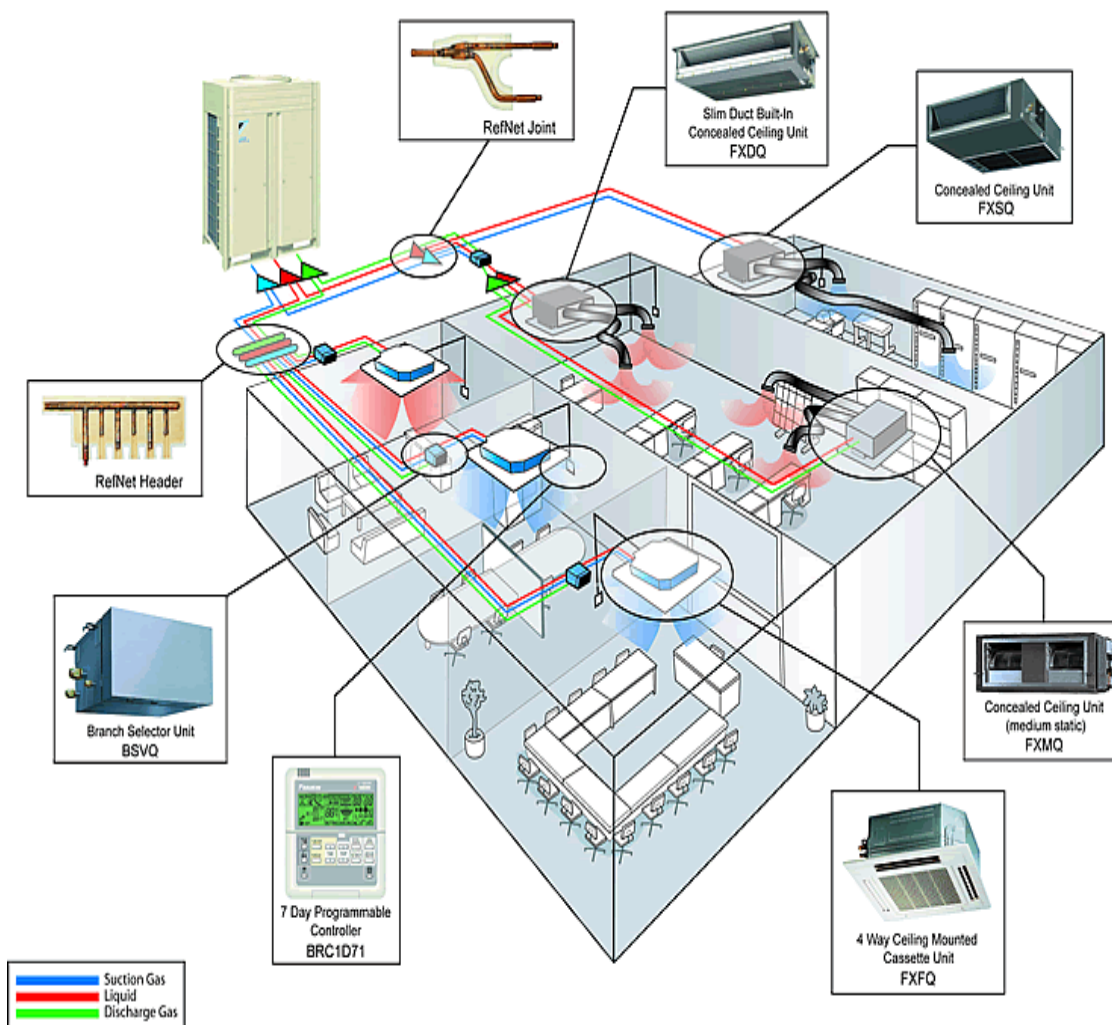 RefNet Joint
Slim Duct Built-In
Concealed Ceiling Unit
FXDQ
Concealed Ceiling Unit
FXSQ
RefNet Header
Branch Selector Unit
BSVQ
7 Day Programmable
Controller
BRC1D71
Concealed Ceiling Unit
(medium static)
FXMQ
4 Way Ceiling Mounted
Cassette Unit
FXFQ
Suction Gas
Liquid
Discharge Gas